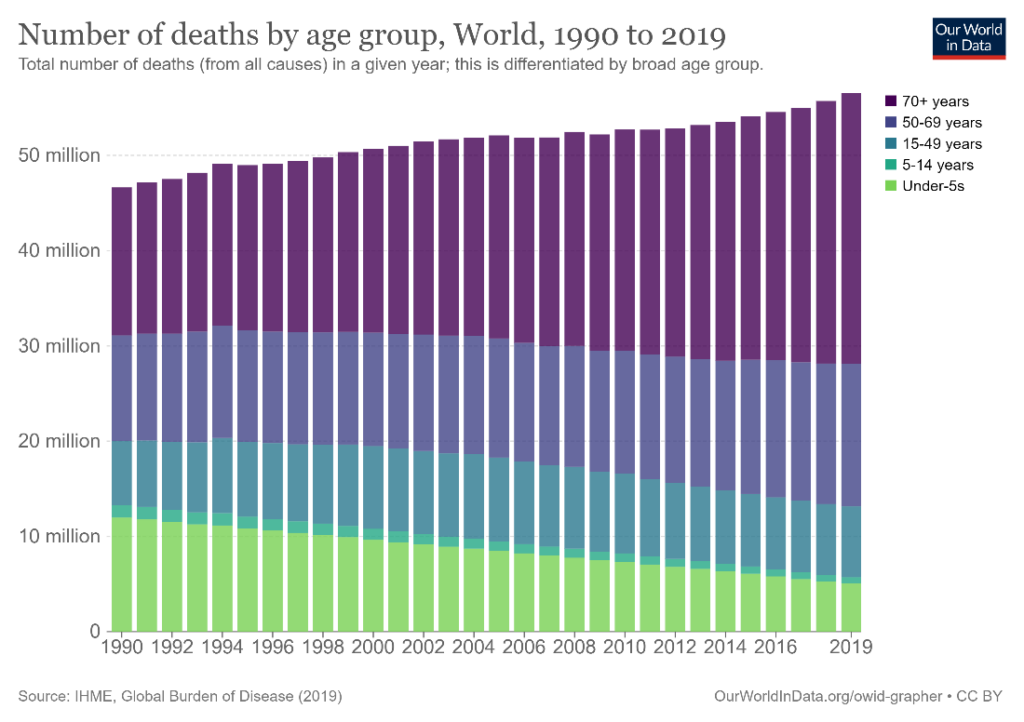 Number of deaths by age group, World, 1990 to 2019
Total number of deaths (from all causes) in a given year; this is differentiated by broad age group.
Our World
in Data
70+ years
50-69 years
15-49 years
5-14 years
Under-5s
50 million
40 million
30 million
20 million
10 million
0
1990 1992 1994 1996 1998 2000 2002 2004 2006 2008 2010 2012 2014 2016 2019
Source: IHME, Global Burden of Disease (2019)
OurWorldInData.org/owid-grapher • CC BY